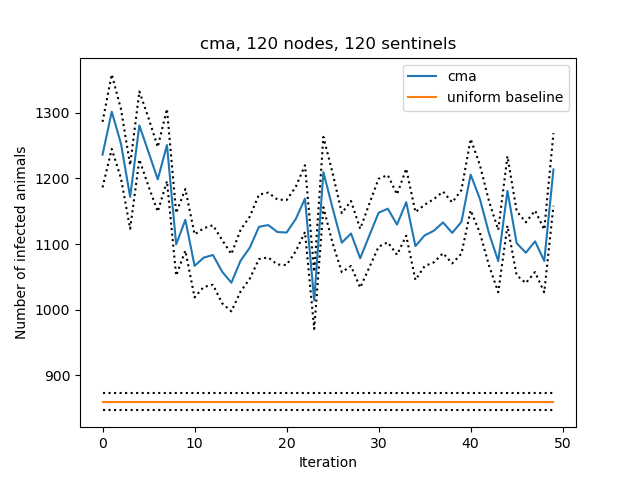 cma, 120 nodes, 120 sentinels
cma
uniform baseline
1300
1200
1100
1000
900
Number of infected animals
0 10 20 30 40 50
Iteration